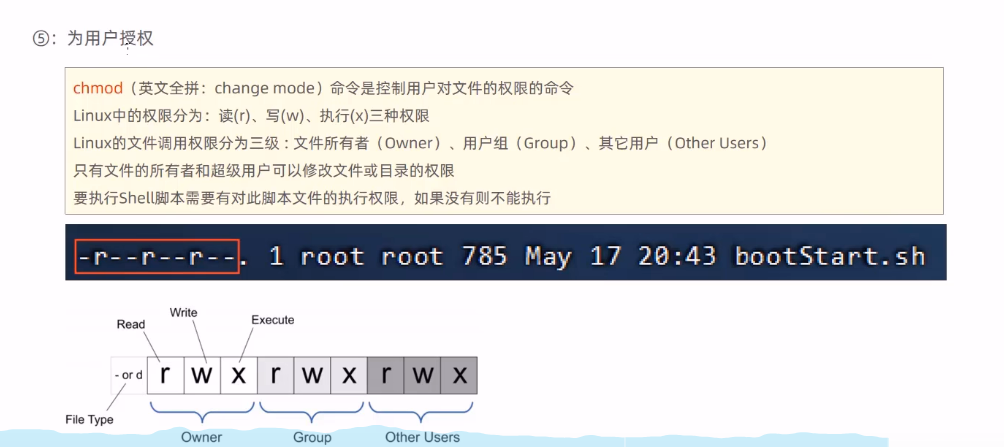 ⑤：为用户授权
chmod（英文全拼：change mode）命令是控制用户对文件的权限的命令
Linux中的权限分为：读(r)、写(w)、执行(x)三种权限
Linux的文件调用权限分为三级 : 文件所有者（Owner）、用户组（Group）、其它用户（Other Users）
只有文件的所有者和超级用户可以修改文件或目录的权限
要执行Shell脚本需要有对此脚本文件的执行权限，如果没有则不能执行
-r--r--r--. 1 root root 785 May 17 20:43 bootStart.sh
Read Write Execute
- or d r w x r w x r w x
File Type
Owner Group Other Users